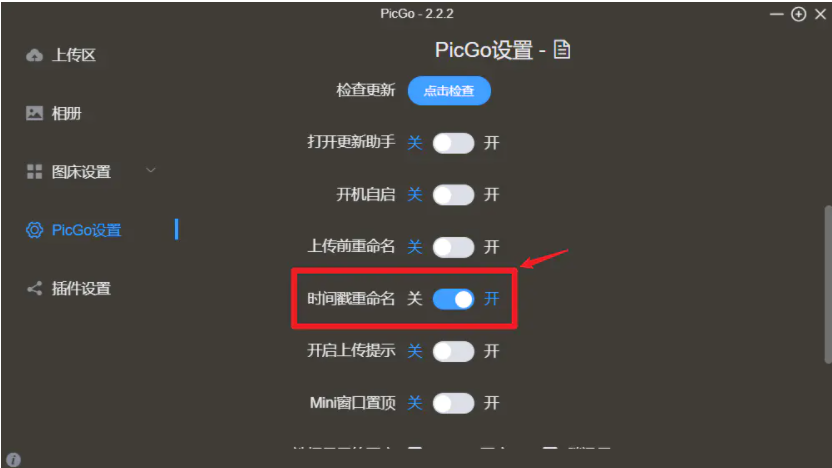 PicGo - 2.2.2
上传区
相册
图床设置
PicGo设置
插件设置
PicGo设置 -
检查更新 点击检查
打开更新助手 关 开
开机自启 关 开
上传前重命名 关 开
时间戳重命名 关 开
开启上传提示 关 开
Mini窗口置顶 关 开